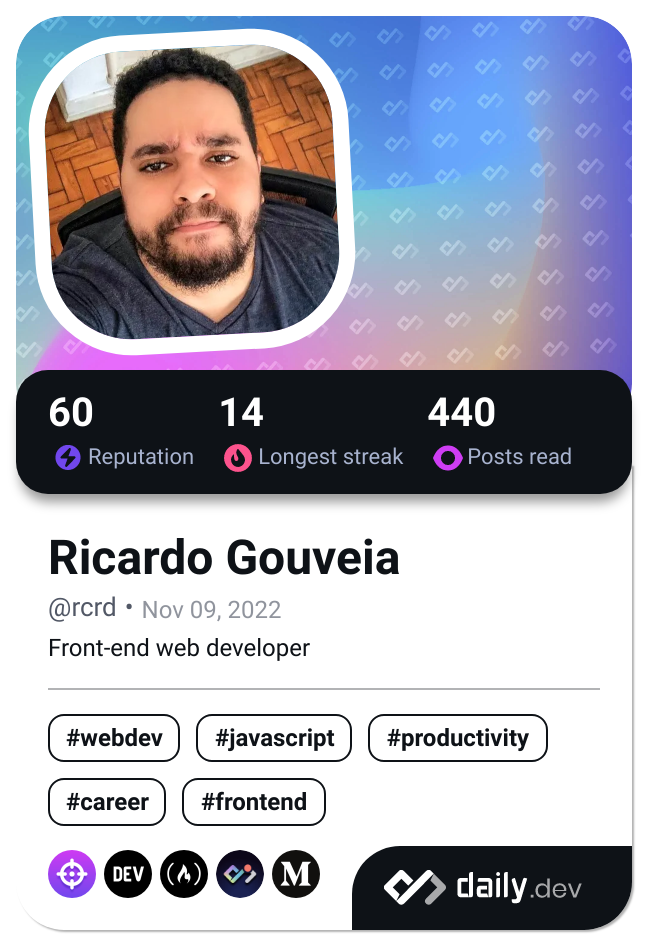 60 14 440
Reputation Longest streak Posts read
Ricardo Gouveia
@rcrd • Nov 09, 2022
Front-end web developer
#webdev #javascript #productivity
#career #frontend
DEV M
daily.dev